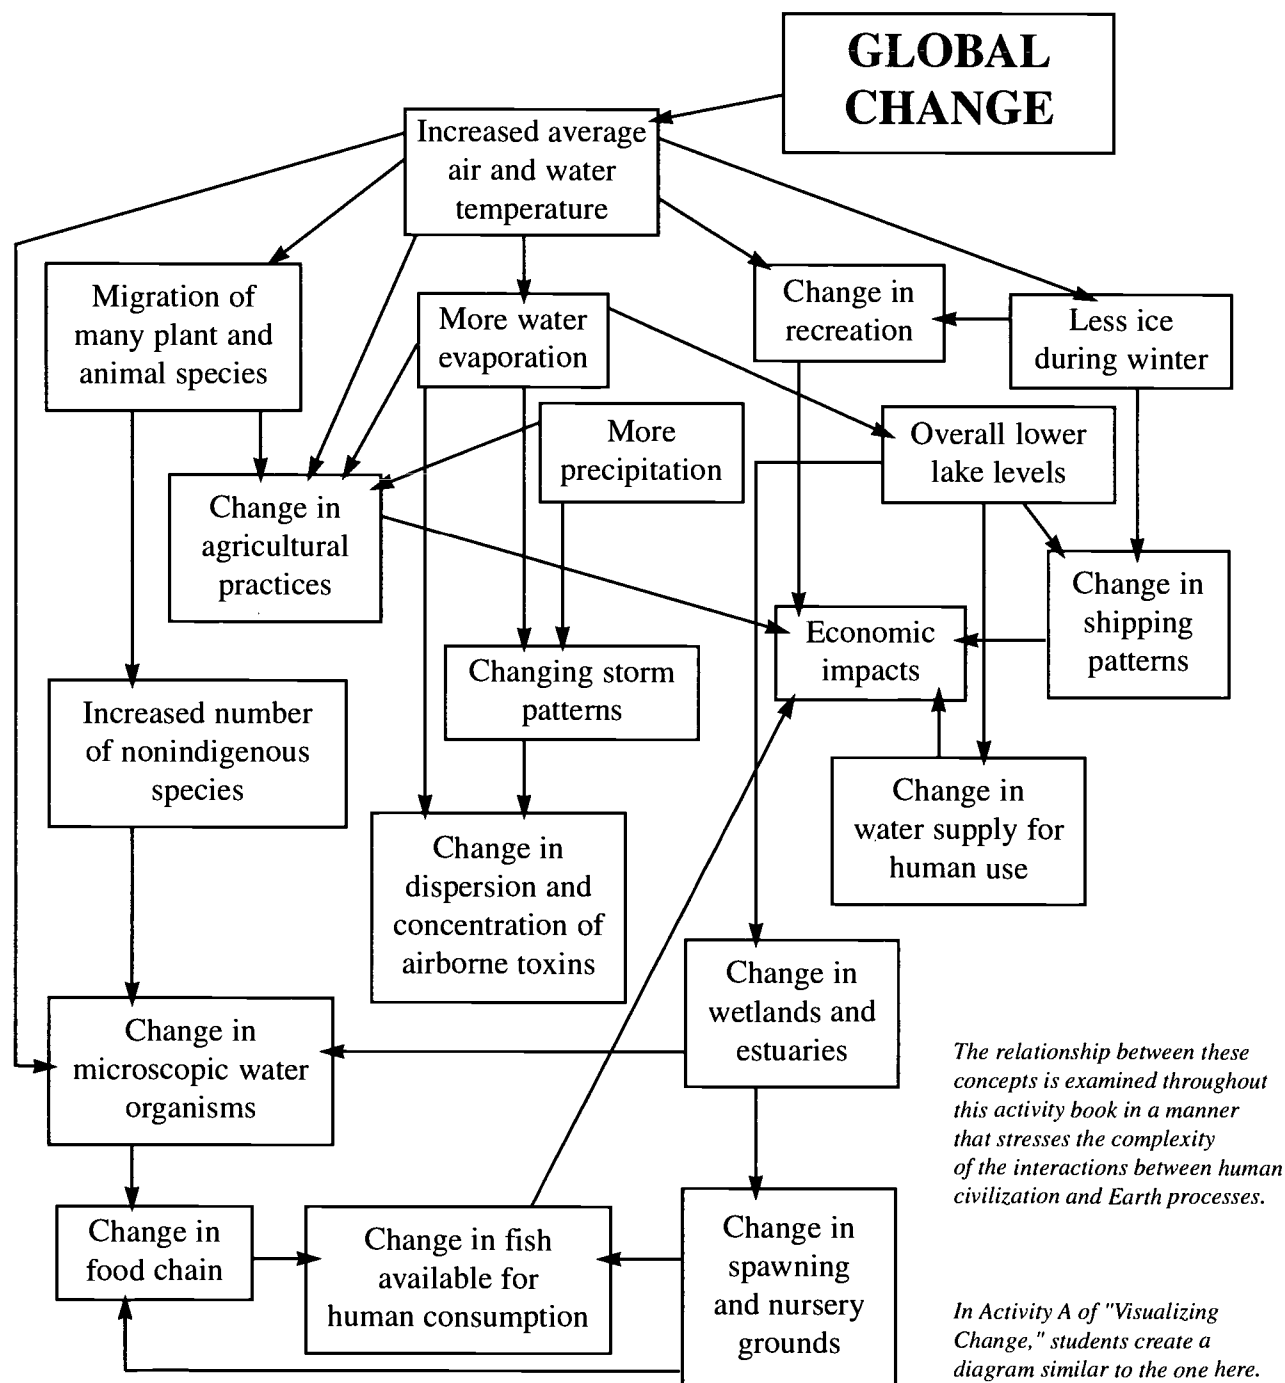 GLOBAL
CHANGE
Increased average
air and water
temperature
Migration of
many plant and
animal species
More water
evaporation
Change in
recreation
Less ice
during winter
More
precipitation
Overall lower
lake levels
Change in
agricultural
practices
Economic
impacts
Change in
shipping
patterns
Changing storm
patterns
Increased number
of nonindigenous
species
Change in
water supply for
human use
Change in
dispersion and
concentration of
airborne toxins
Change in
wetlands and
estuaries
Change in
microscopic water
organisms
The relationship between these
concepts is examined throughout
this activity book in a manner
that stresses the complexity
of the interactions between human
civilization and Earth processes.
Change in
food chain
Change in fish
available for
human consumption
Change in
spawning
and nursery
grounds
In Activity A of "Visualizing
Change," students create a
diagram similar to the one here.